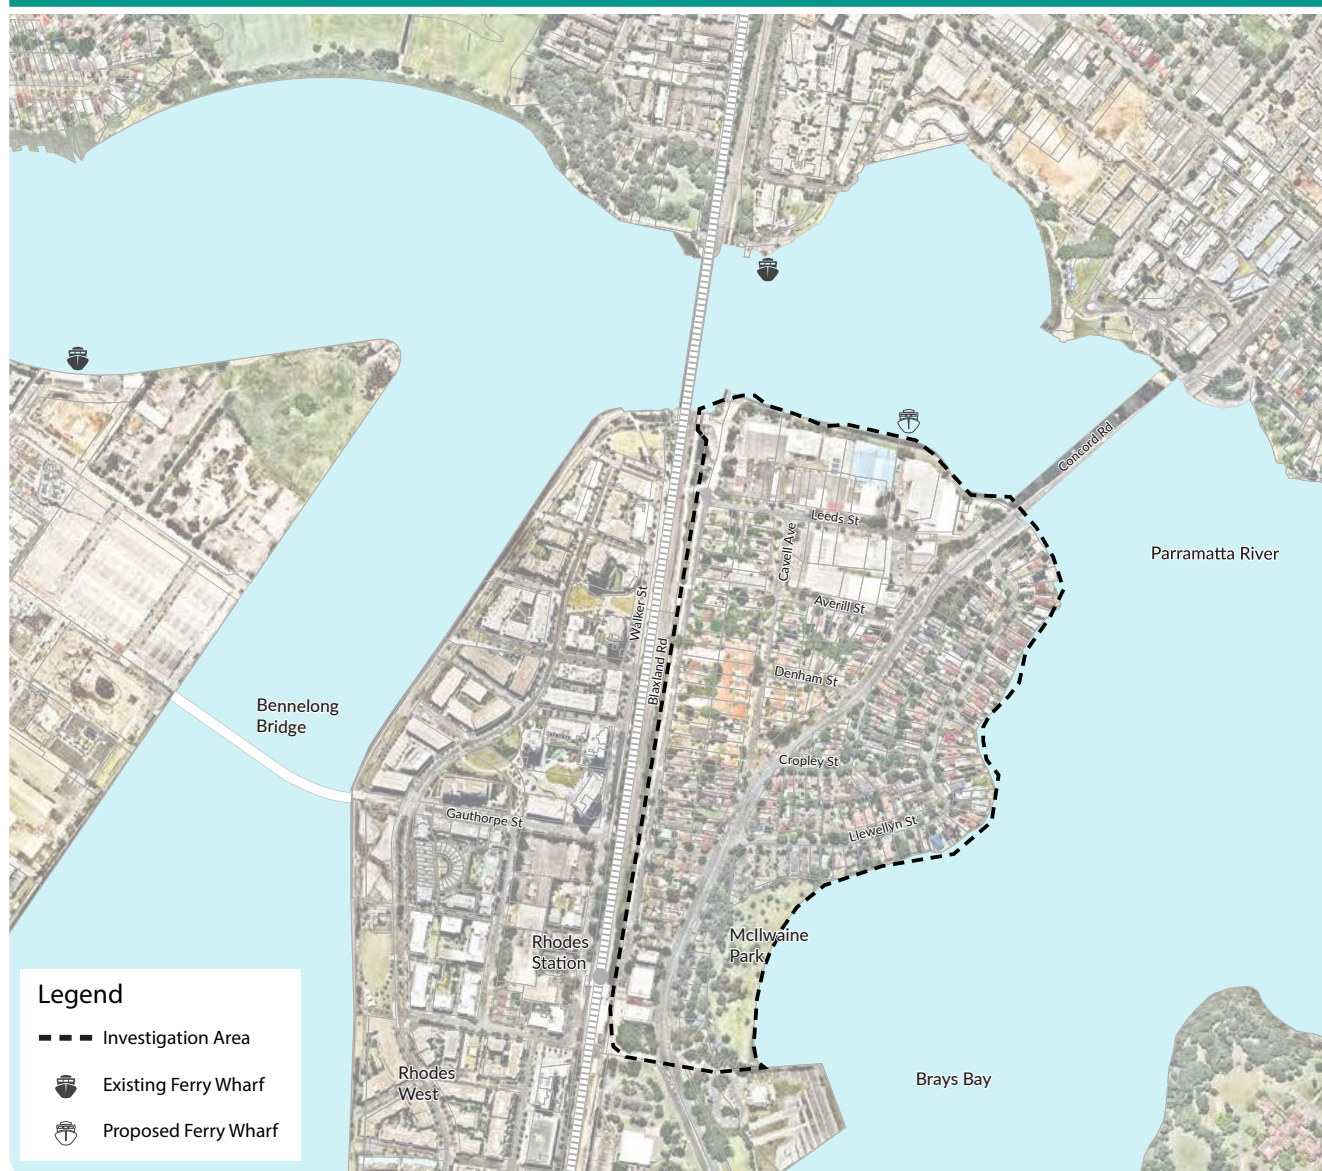 Concord Rd
Leeds St
Cavell Ave
Parramatta River
Walker St
Averill St
Blaxland Rd
Denham St
Bennelong
Bridge
Cropley St
Gauthorpe St
Llewellyn St
Rhodes
Station
McIlwaine
Park
Rhodes
West
Brays Bay
Legend
Investigation Area
Existing Ferry Wharf
Proposed Ferry Wharf